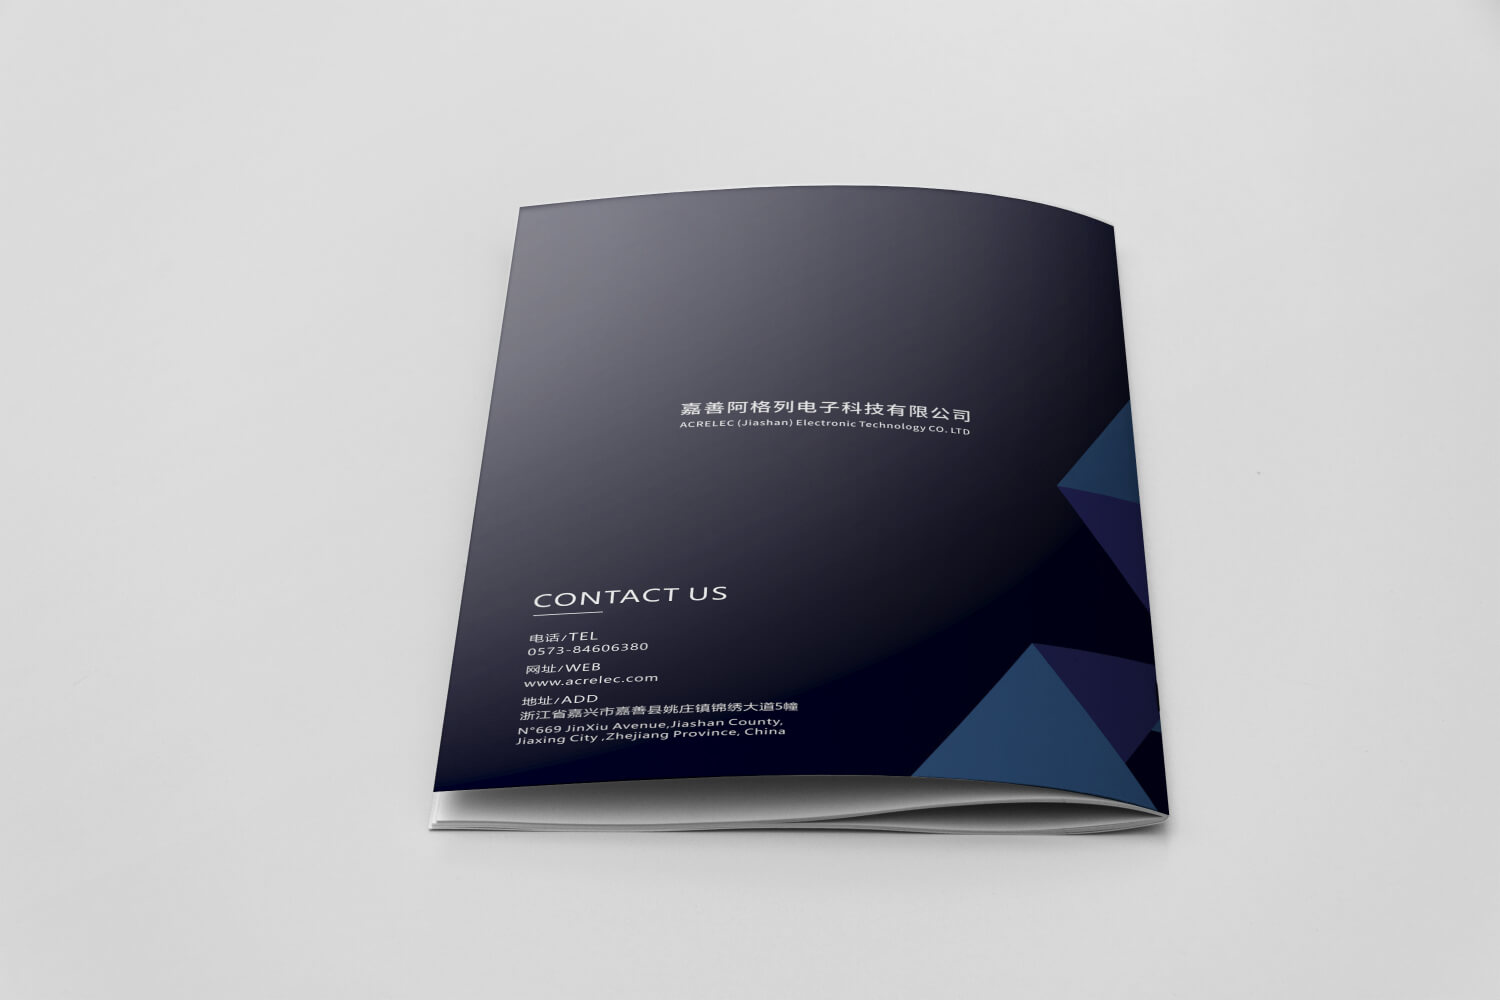 嘉善阿格列电子科技有限公司
ACRELEC (Jiashan) Electronic Technology CO. LTD
CONTACT US
电话/TEL
0573-84606380
网址/WEB
www.acrelec.com
地址/ADD
浙江省嘉兴市嘉善县姚庄镇锦绣大道5幢
N°669 JinXiu Avenue,Jiashan County,
Jiaxing City ,Zhejiang Province, China